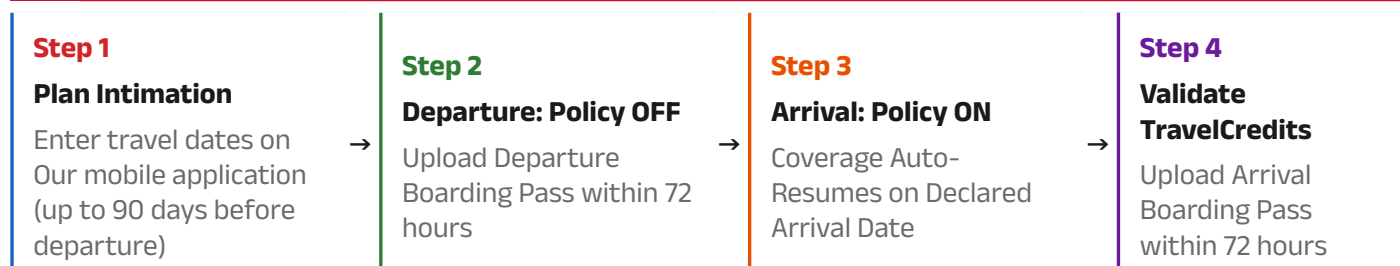 Step 1
Plan Intimation
Enter travel dates on
Our mobile application
(up to 90 days before
departure)
→
Step 2
Departure: Policy OFF
Upload Departure
Boarding Pass within 72
hours
→
Step 3
Arrival: Policy ON
Coverage Auto-
Resumes on Declared
Arrival Date
→
Step 4
Validate
TravelCredits
Upload Arrival
Boarding Pass
within 72 hours